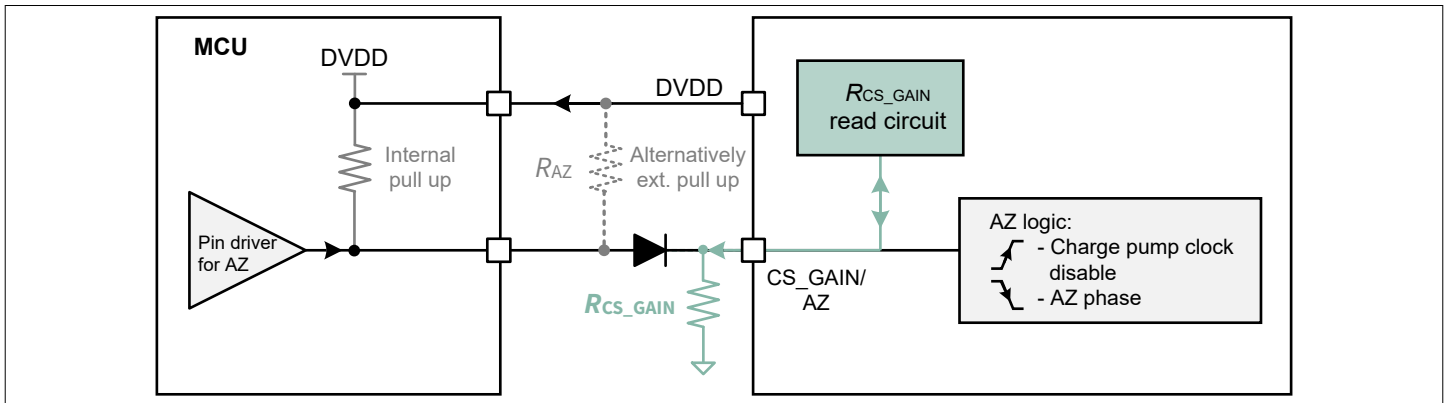 MCU
DVDD
Internal
pull up
Pin driver
for AZ
DVDD
RAZ
Alternatively
ext. pull up
RCS_GAIN
CS_GAIN/
AZ
RCS_GAIN
read circuit
AZ logic:
- Charge pump clock
disable
- AZ phase